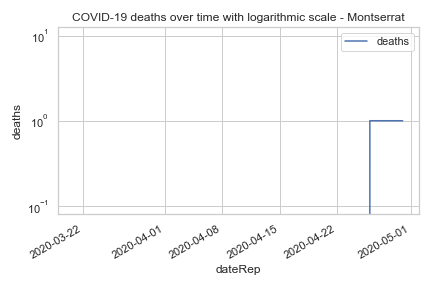 COVID-19 deaths over time with logarithmic scale - Montserrat
deaths
10¹
10⁰
10⁻¹
deaths
2020-03-22
2020-04-01
2020-04-08
2020-04-15
2020-04-22
2020-05-01
dateRep